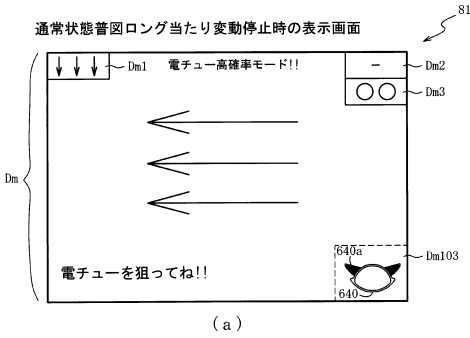 81
通常状態普図ロング当たり変動停止時の表示画面
Dm1
電チュー高確率モード!!
－
Dm2
Dm3
Dm
640a
Dm103
電チューを狙ってね!!
640
(a)